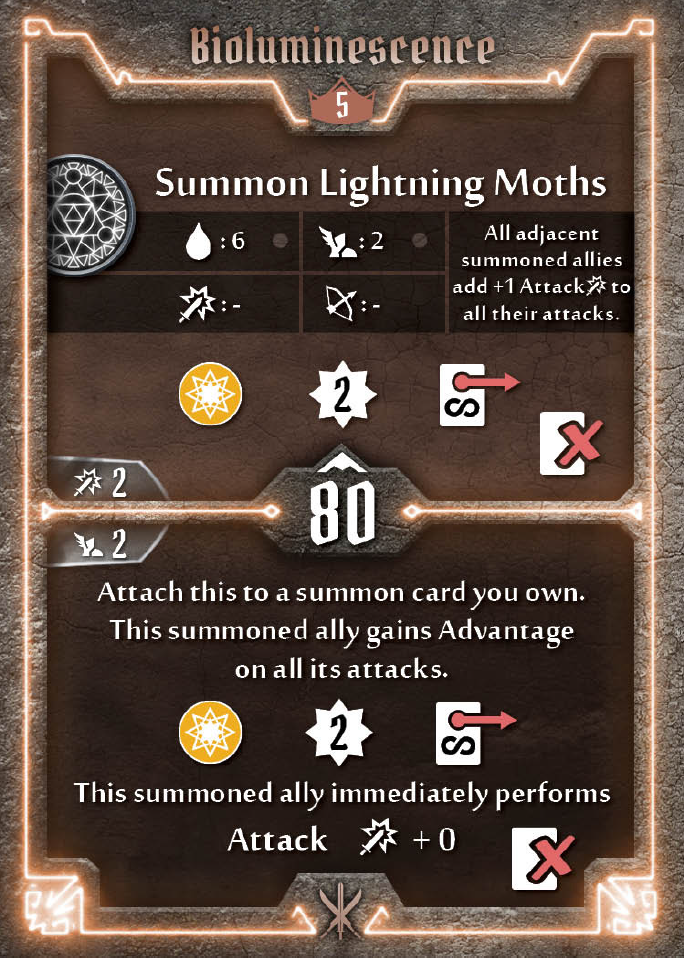 Bioluminescence
5
Summon Lightning Moths
: 6
: 2
: -
: -
All adjacent
summoned allies
add +1 Attack to
all their attacks.
2
2
80
2
Attach this to a summon card you own.
This summoned ally gains Advantage
on all its attacks.
2
This summoned ally immediately performs
Attack + 0